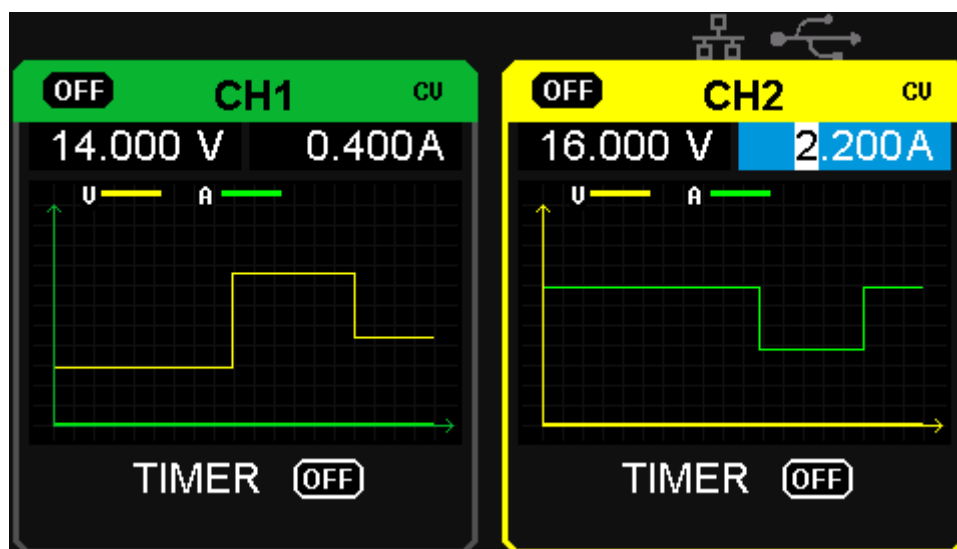 OFF CH1 CV
14.000 V 0.400A
V A
TIMER OFF
OFF CH2 CV
16.000 V 2.200A
V A
TIMER OFF